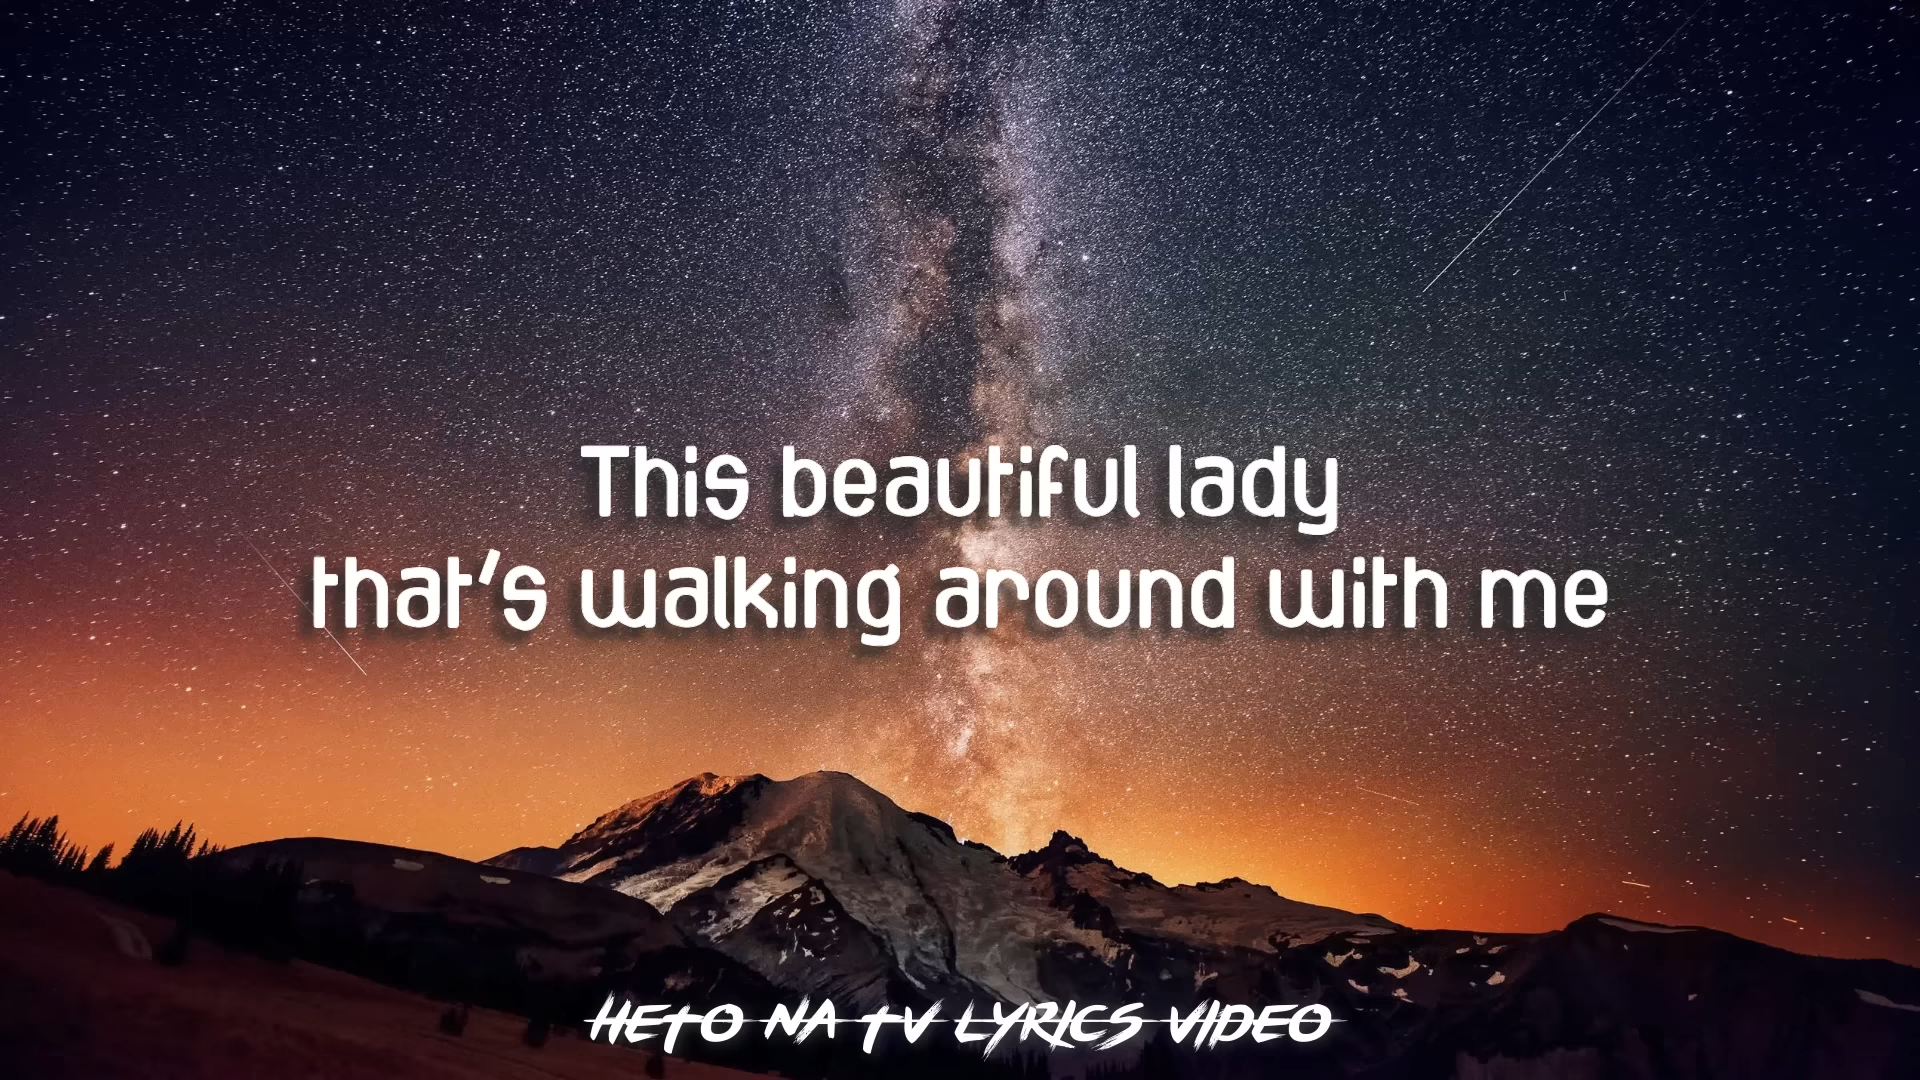 This beautiful lady
that's walking around with me
HETO NA TV LYRICS VIDEO